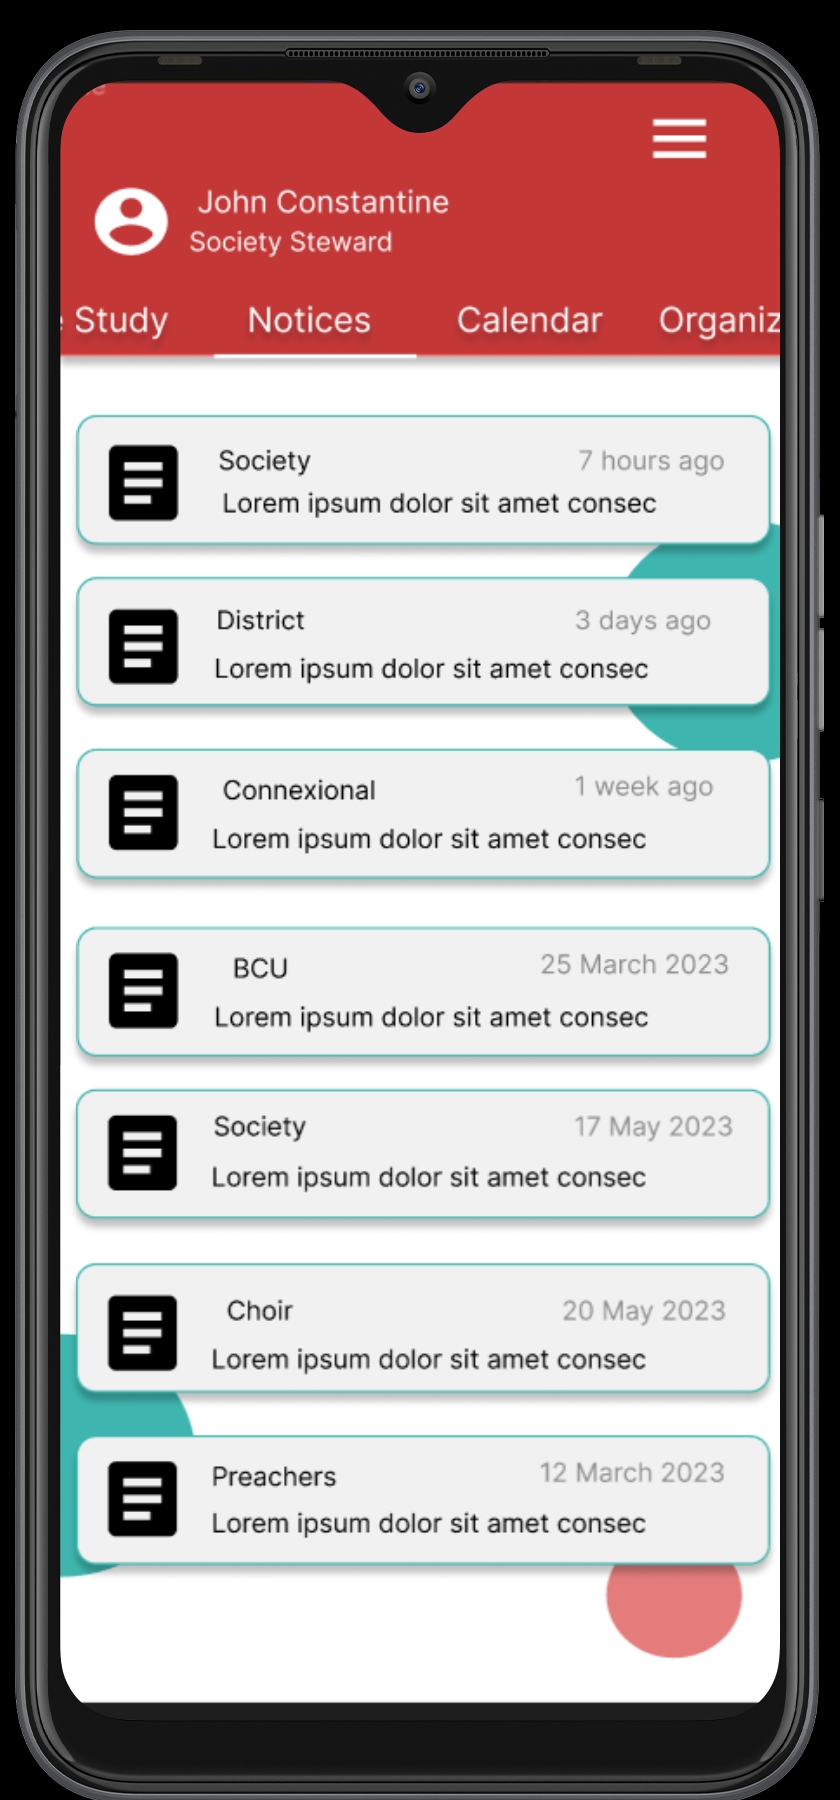 John Constantine
Society Steward
Study Notices Calendar Organiz
Society 7 hours ago
Lorem ipsum dolor sit amet consec
District 3 days ago
Lorem ipsum dolor sit amet consec
Connexional 1 week ago
Lorem ipsum dolor sit amet consec
BCU 25 March 2023
Lorem ipsum dolor sit amet consec
Society 17 May 2023
Lorem ipsum dolor sit amet consec
Choir 20 May 2023
Lorem ipsum dolor sit amet consec
Preachers 12 March 2023
Lorem ipsum dolor sit amet consec